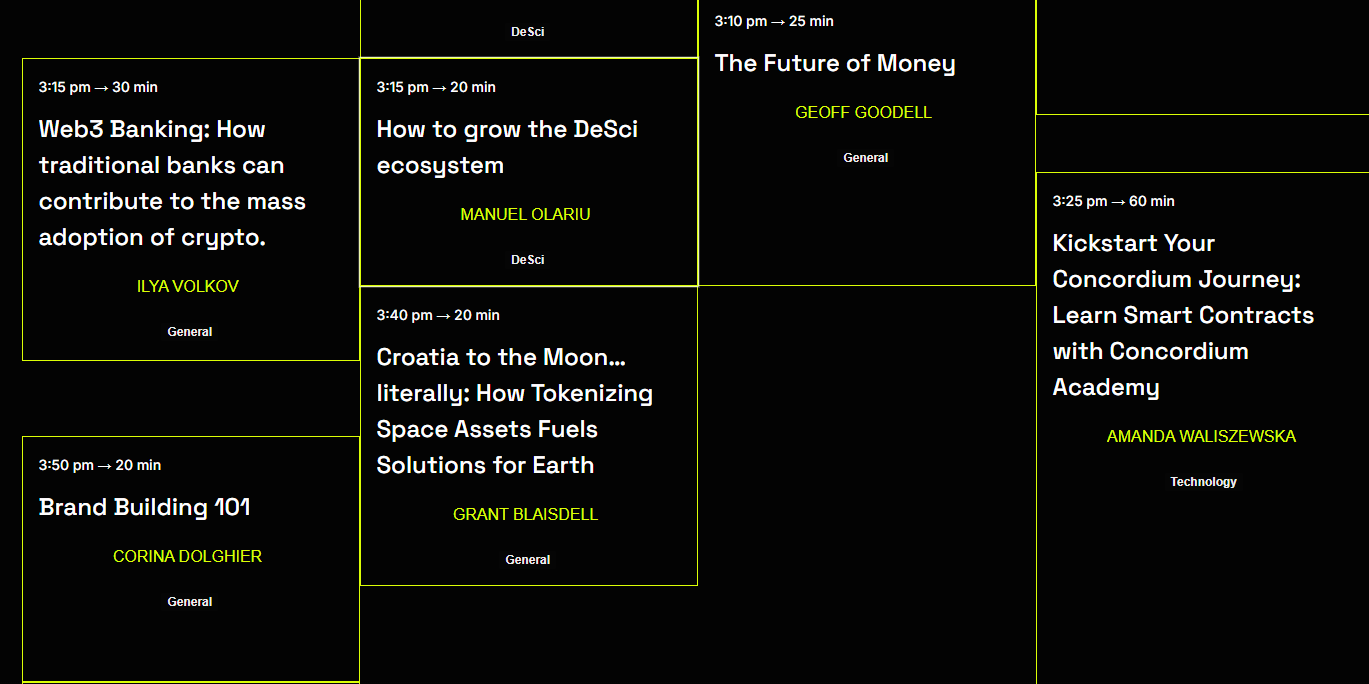 DeSci
3:10 pm → 25 min
The Future of Money
GEOFF GOODELL
General
3:15 pm → 30 min
Web3 Banking: How
traditional banks can
contribute to the mass
adoption of crypto.
ILYA VOLKOV
General
3:15 pm → 20 min
How to grow the DeSci
ecosystem
MANUEL OLARIU
DeSci
3:25 pm → 60 min
Kickstart Your
Concordium Journey:
Learn Smart Contracts
with Concordium
Academy
AMANDA WALISZEWSKA
Technology
3:40 pm → 20 min
Croatia to the Moon...
literally: How Tokenizing
Space Assets Fuels
Solutions for Earth
GRANT BLAISDELL
General
3:50 pm → 20 min
Brand Building 101
CORINA DOLGHIER
General